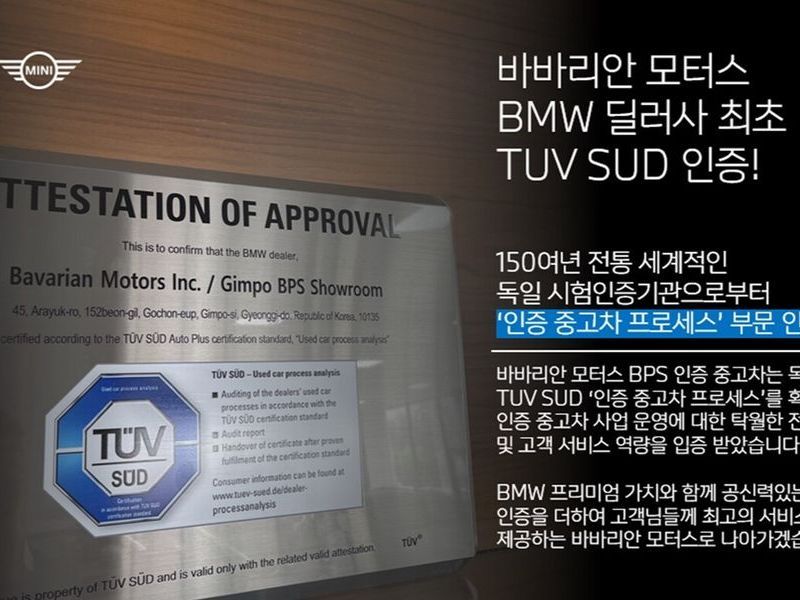 MINI
바바리안 모터스
BMW 딜러사 최초
TUV SUD 인증!
150여년 전통 세계적인
독일 시험인증기관으로부터
‘인증 중고차 프로세스’ 부문 인
바바리안 모터스 BPS 인증 중고차는 독
TUV SUD ‘인증 중고차 프로세스’를 획
인증 중고차 사업 운영에 대한 탁월한 전
및 고객 서비스 역량을 입증 받았습니다
BMW 프리미엄 가치와 함께 공신력있는
인증을 더하여 고객님들께 최고의 서비스
제공하는 바바리안 모터스로 나아가겠습
TTESTATION OF APPROVAL
This is to confirm that the BMW dealer,
Bavarian Motors Inc. / Gimpo BPS Showroom
45, Arayuk-ro, 152beon-gil, Gochon-eup, Gimpo-si, Gyeonggi-do, Republic of Korea, 10135
certified according to the TÜV SÜD Auto Plus certification standard, "Used car process analysis"
Used car process analysis
TÜV
SÜD
Certification
in accordance with TÜV SÜD
certification standard
TÜV SÜD – Used car process analysis
■ Auditing of the dealers' used car
processes in accordance with the
TÜV SÜD certification standard
■ Audit report
■ Handover of certificate after proven
fulfilment of the certification standard
Consumer information can be found at
www.tuev-sued.de/dealer-
processanalysis
is property of TÜV SÜD and is valid only with the related valid attestation.
TÜV®